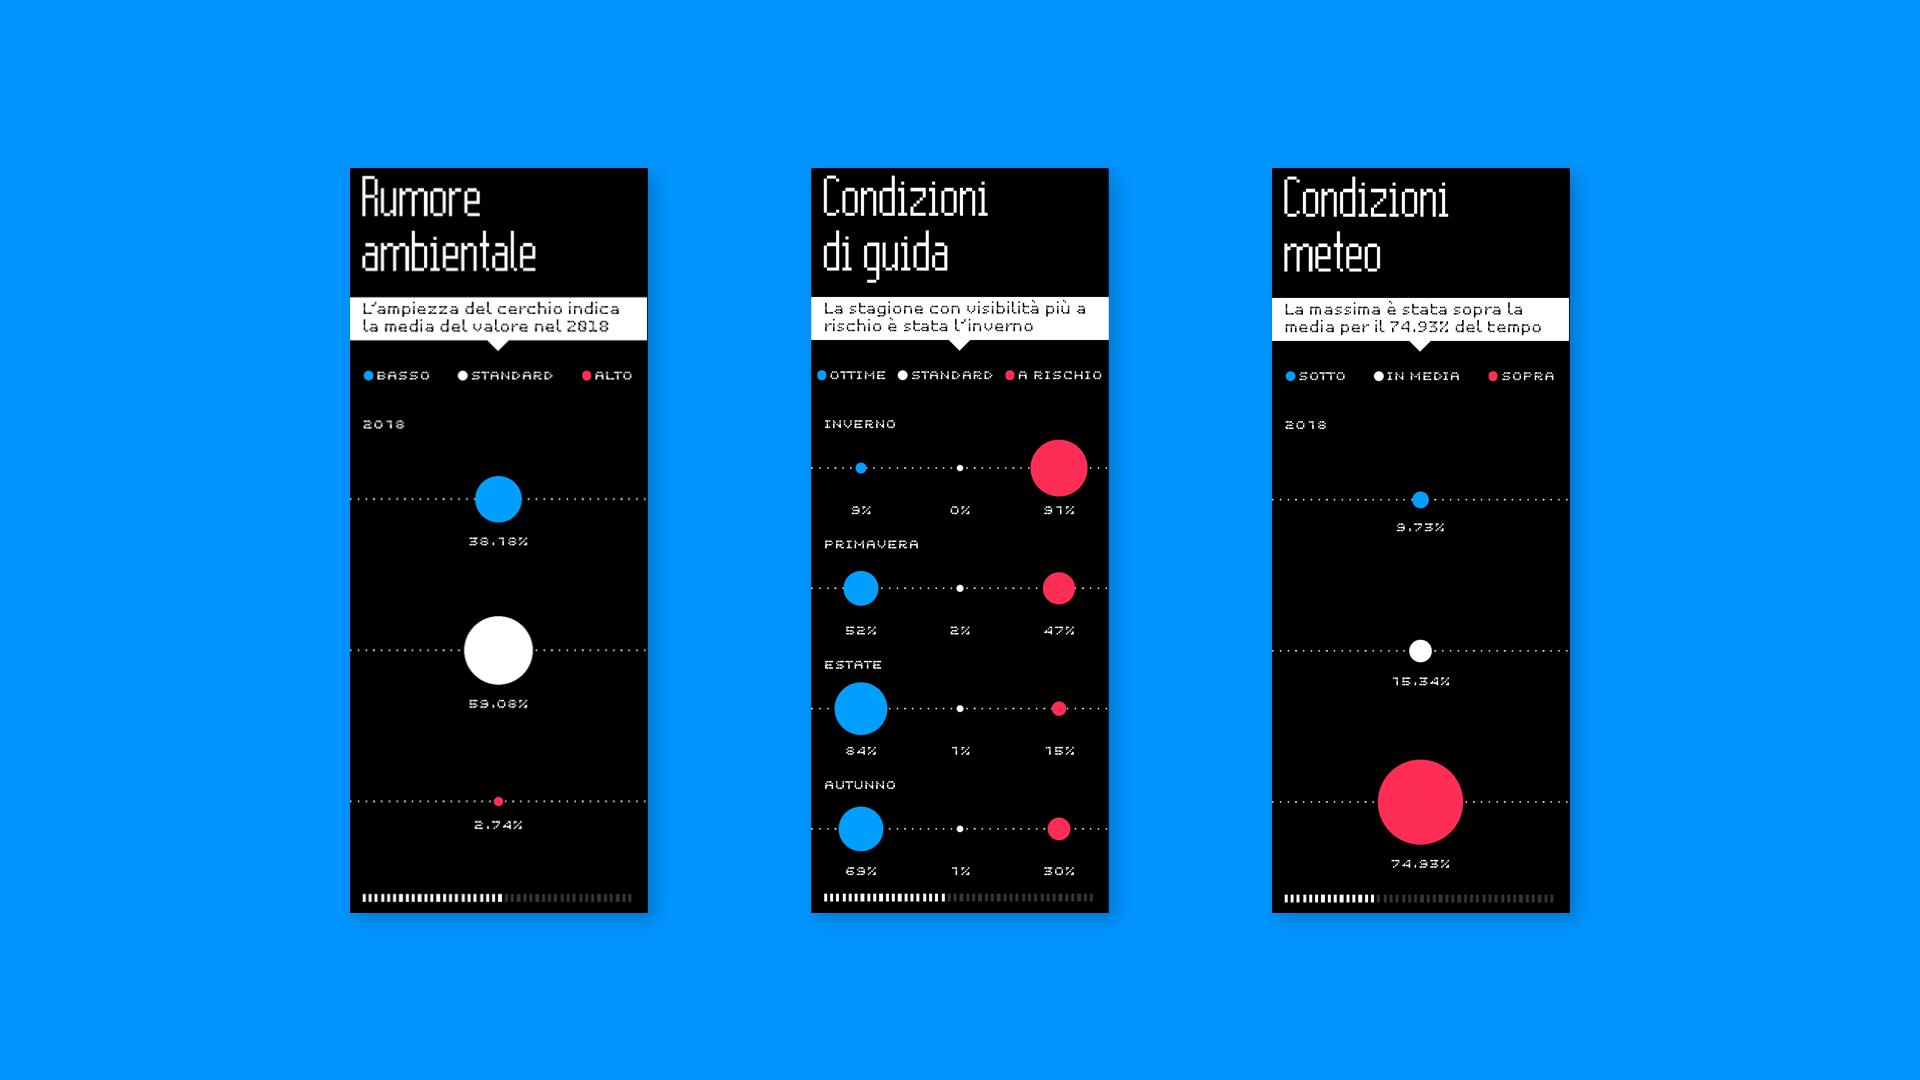 Rumore
ambientale
L'ampiezza del cerchio indica
la media del valore nel 2018
BASSO STANDARD ALTO
2018
38.18%
59.08%
2.74%
Condizioni
di guida
La stagione con visibilità più a
rischio è stata l'inverno
OTTIME STANDARD A RISCHIO
INVERNO
9% 0% 91%
PRIMAVERA
52% 2% 47%
ESTATE
84% 1% 15%
AUTUNNO
69% 1% 30%
Condizioni
meteo
La massima è stata sopra la
media per il 74.93% del tempo
SOTTO IN MEDIA SOPRA
2018
9.73%
15.34%
74.93%